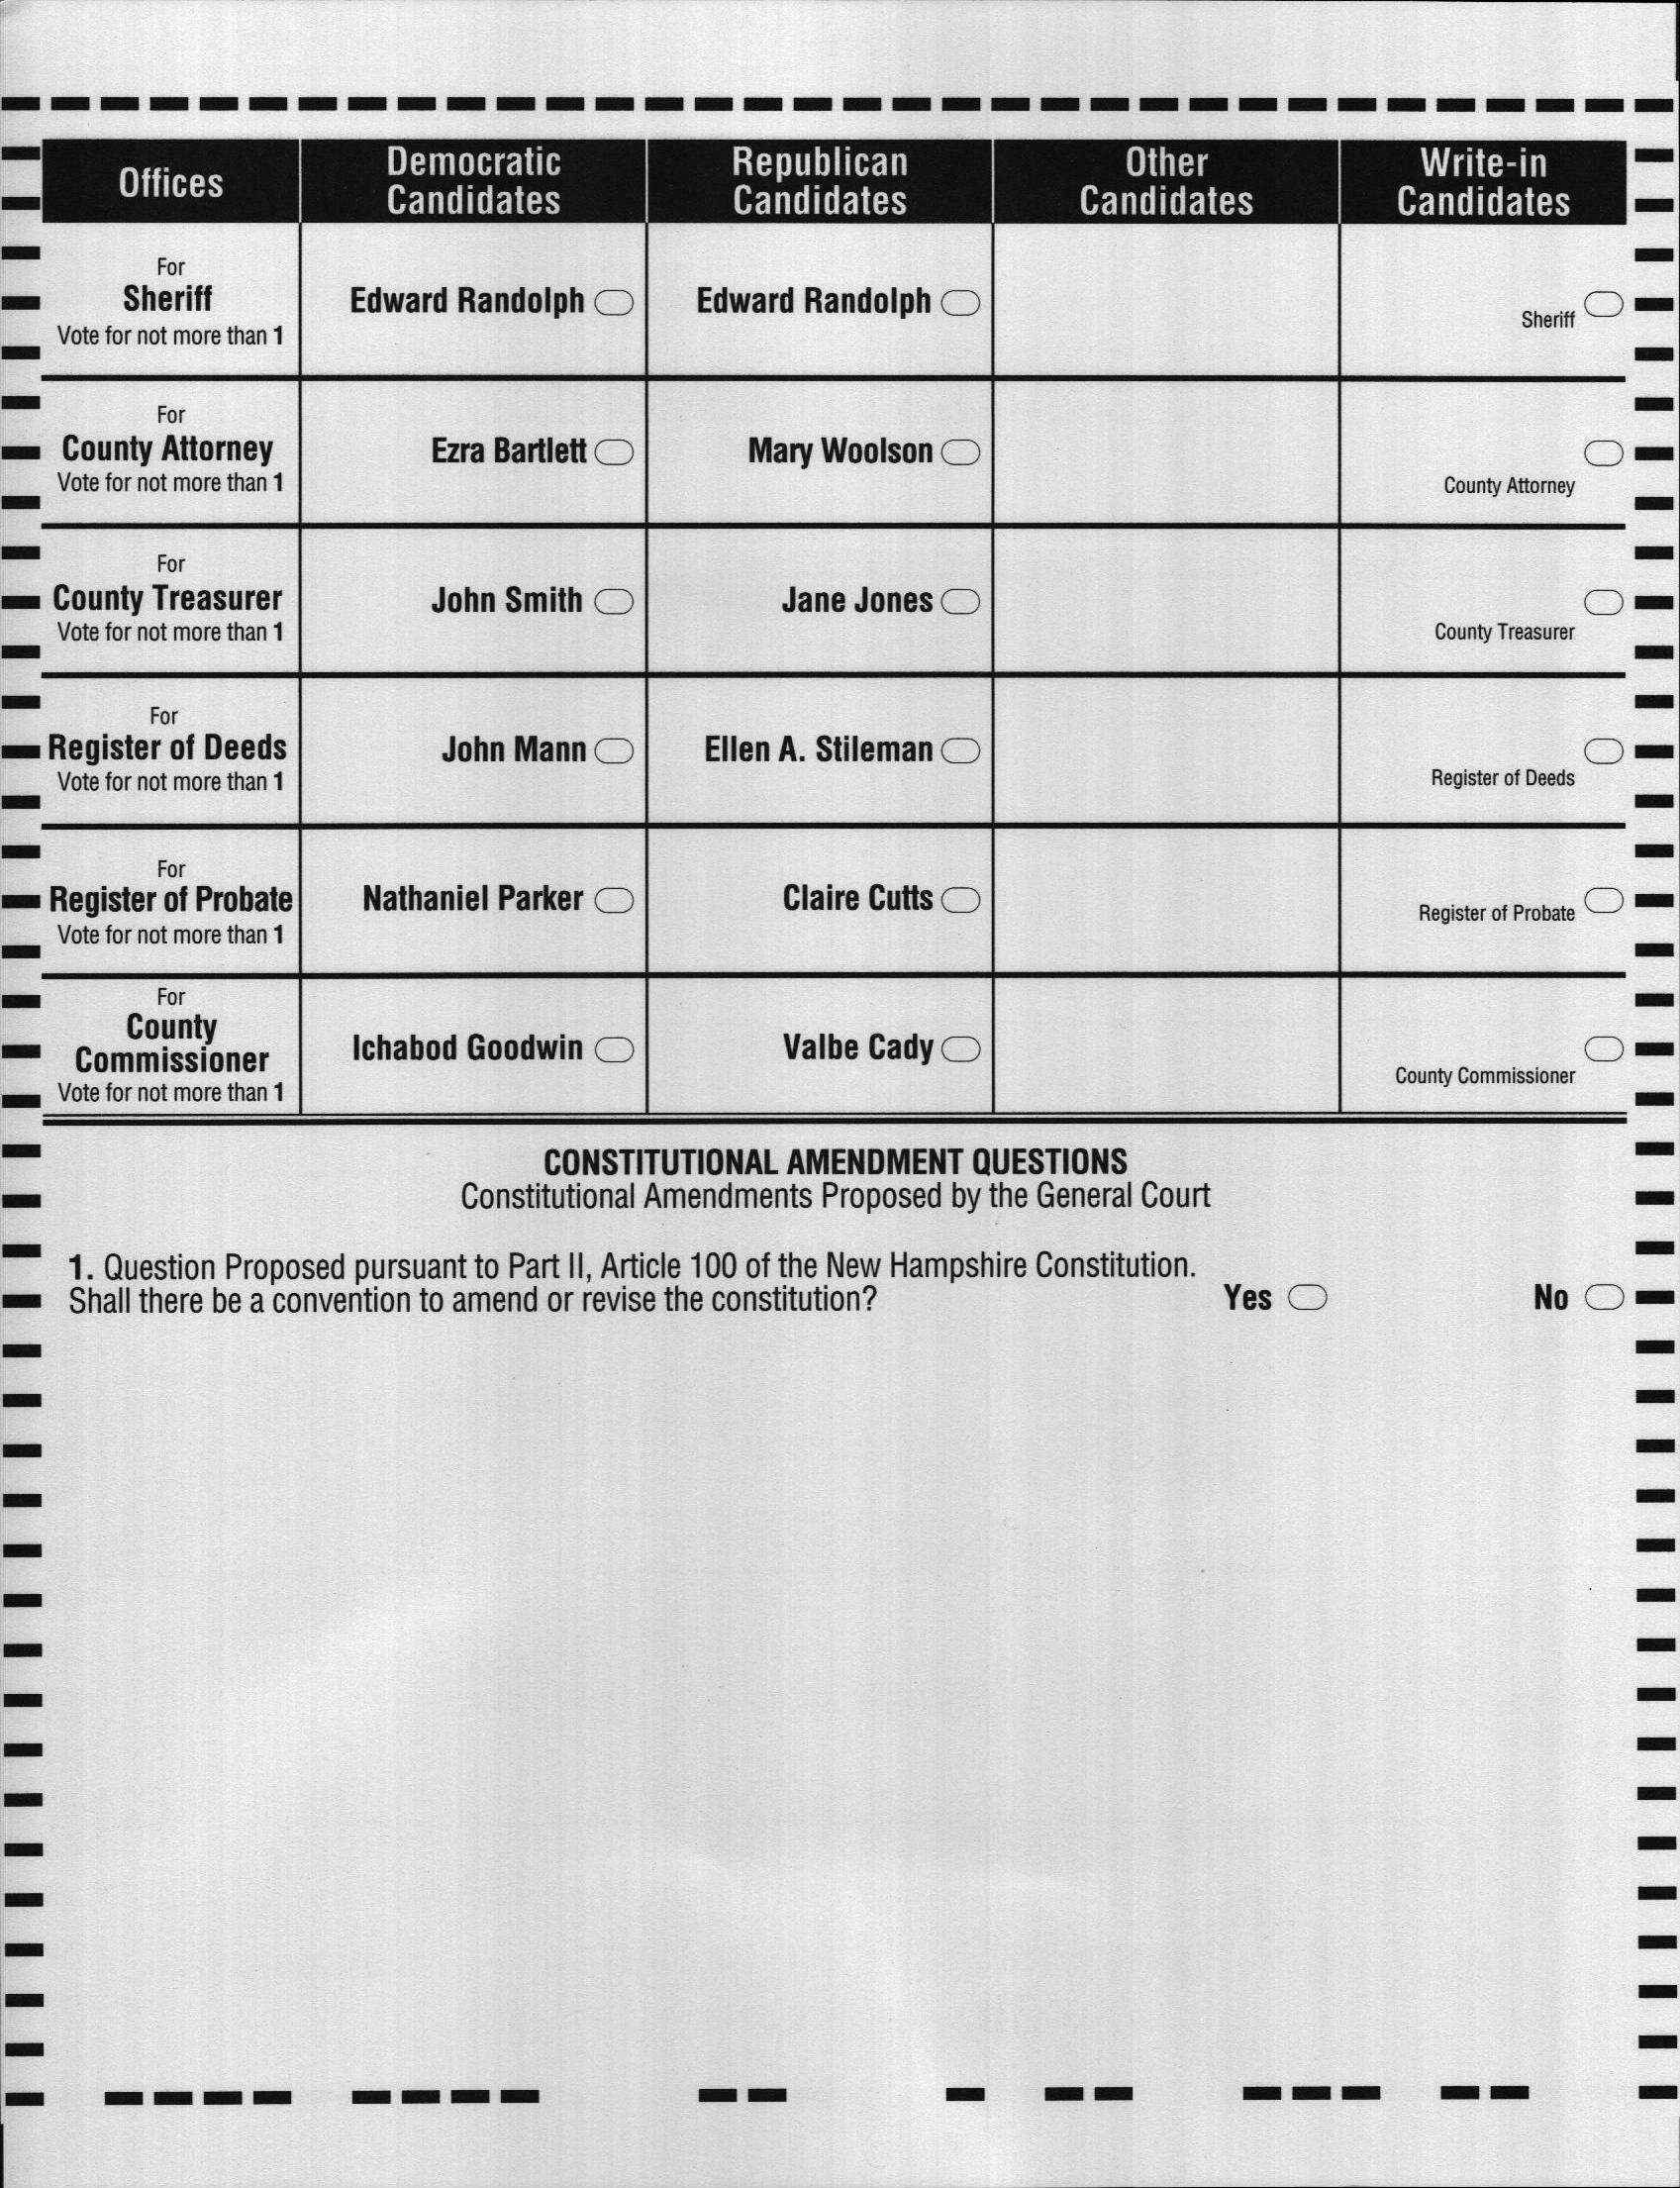 Offices
Democratic
Candidates
Republican
Candidates
Other
Candidates
Write-in
Candidates
For
Sheriff
Vote for not more than 1
Edward Randolph
Edward Randolph
Sheriff
For
County Attorney
Vote for not more than 1
Ezra Bartlett
Mary Woolson
County Attorney
For
County Treasurer
Vote for not more than 1
John Smith
Jane Jones
County Treasurer
For
Register of Deeds
Vote for not more than 1
John Mann
Ellen A. Stileman
Register of Deeds
For
Register of Probate
Vote for not more than 1
Nathaniel Parker
Claire Cutts
Register of Probate
For
County
Commissioner
Vote for not more than 1
Ichabod Goodwin
Valbe Cady
County Commissioner
CONSTITUTIONAL AMENDMENT QUESTIONS
Constitutional Amendments Proposed by the General Court
1. Question Proposed pursuant to Part II, Article 100 of the New Hampshire Constitution.
Shall there be a convention to amend or revise the constitution?
Yes
No